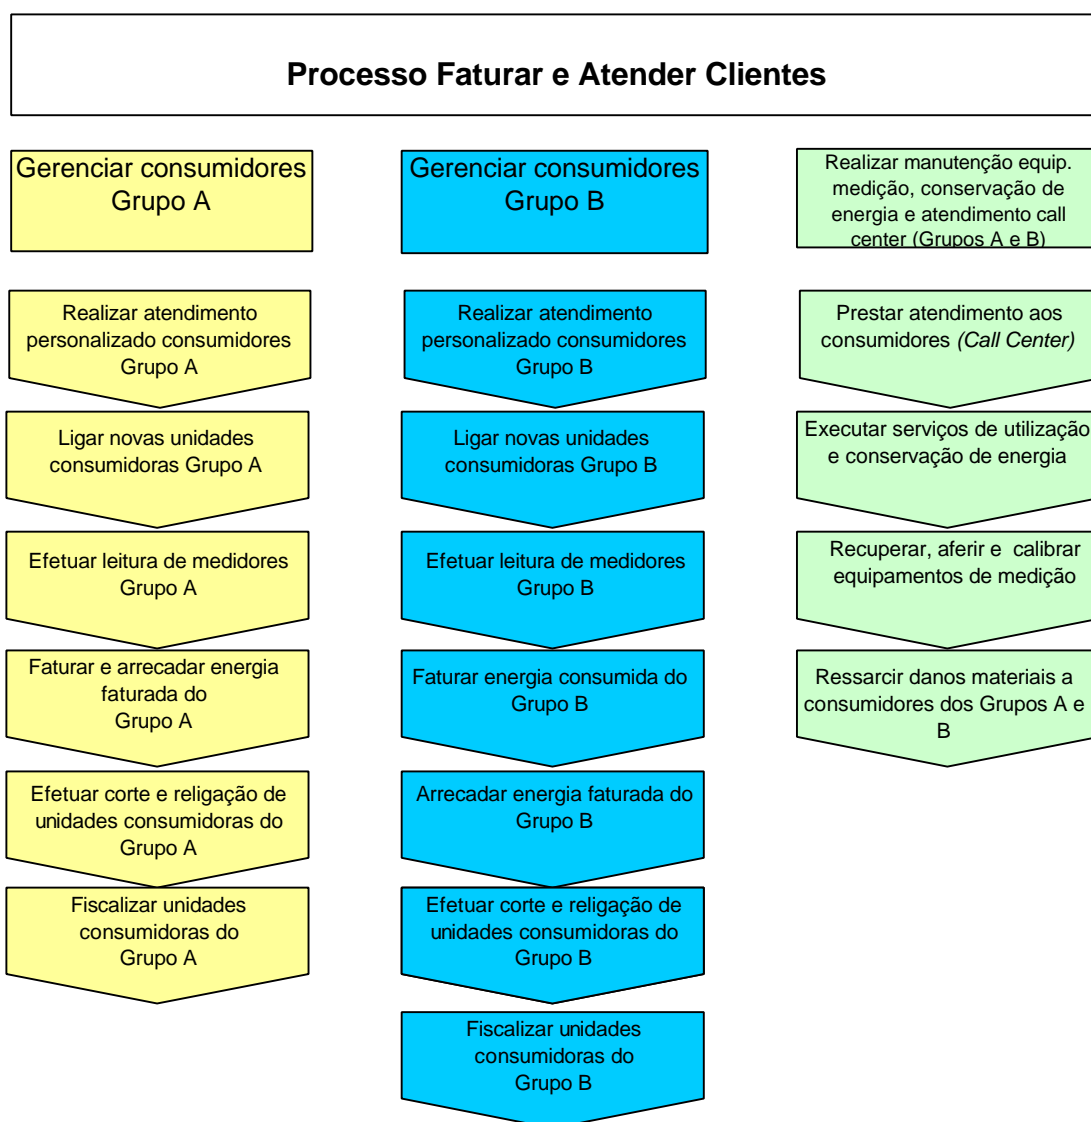 Processo Faturar e Atender Clientes
Gerenciar consumidores
Grupo A
Realizar atendimento
personalizado consumidores
Grupo A
Ligar novas unidades
consumidoras Grupo A
Efetuar leitura de medidores
Grupo A
Faturar e arrecadar energia
faturada do
Grupo A
Efetuar corte e religação de
unidades consumidoras do
Grupo A
Fiscalizar unidades
consumidoras do
Grupo A
Gerenciar consumidores
Grupo B
Realizar atendimento
personalizado consumidores
Grupo B
Ligar novas unidades
consumidoras Grupo B
Efetuar leitura de medidores
Grupo B
Faturar energia consumida do
Grupo B
Arrecadar energia faturada do
Grupo B
Efetuar corte e religação de
unidades consumidoras do
Grupo B
Fiscalizar unidades
consumidoras do
Grupo B
Realizar manutenção equip.
medição, conservação de
energia e atendimento call
center (Grupos A e B)
Prestar atendimento aos
consumidores (Call Center)
Executar serviços de utilização
e conservação de energia
Recuperar, aferir e calibrar
equipamentos de medição
Ressarcir danos materiais a
consumidores dos Grupos A e
B